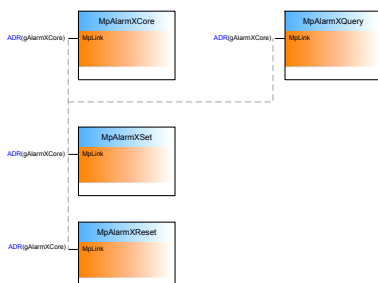 MpAlarmXCore
ADR(gAlarmXCore)
MpLink
MpAlarmXQuery
ADR(gAlarmXCore)
MpLink
MpAlarmXSet
ADR(gAlarmXCore)
MpLink
MpAlarmXReset
ADR(gAlarmXCore)
MpLink